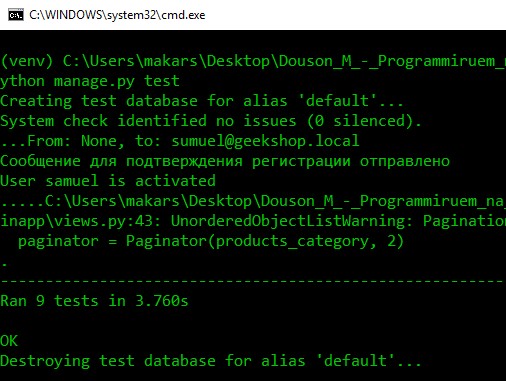 C:\WINDOWS\system32\cmd.exe
(venv) C:\Users\makars\Desktop\Douson_M_-_Programmiruem_
ython manage.py test
Creating test database for alias 'default'...
System check identified no issues (0 silenced).
...From: None, to: sumuel@geekshop.local
Сообщение для подтверждения регистрации отправлено
User samuel is activated
.....C:\Users\makars\Desktop\Douson_M_-_Programmiruem_na_
inapp\views.py:43: UnorderedObjectListWarning: Pagination
  paginator = Paginator(products_category, 2)
.
----------------------------------------------------------------------
Ran 9 tests in 3.760s
OK
Destroying test database for alias 'default'...